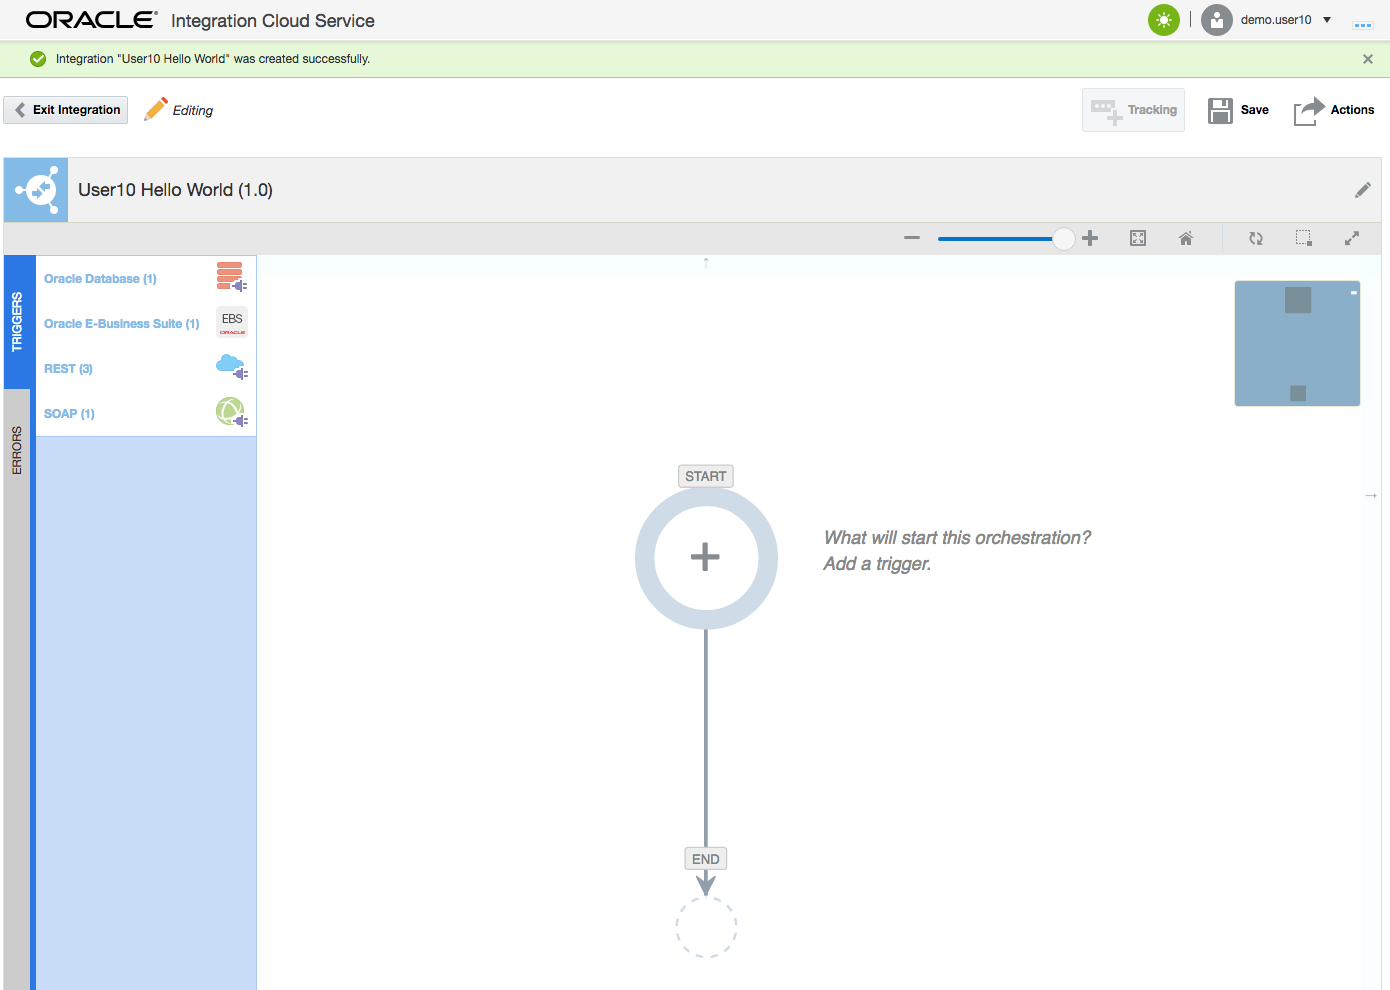 ORACLE Integration Cloud Service
demo.user10
Integration "User10 Hello World" was created successfully.
Exit Integration
Editing
Tracking
Save
Actions
User10 Hello World (1.0)
TRIGGERS
ERRORS
Oracle Database (1)
Oracle E-Business Suite (1)
EBS
ORACLE
REST (3)
SOAP (1)
START
What will start this orchestration?
Add a trigger.
END